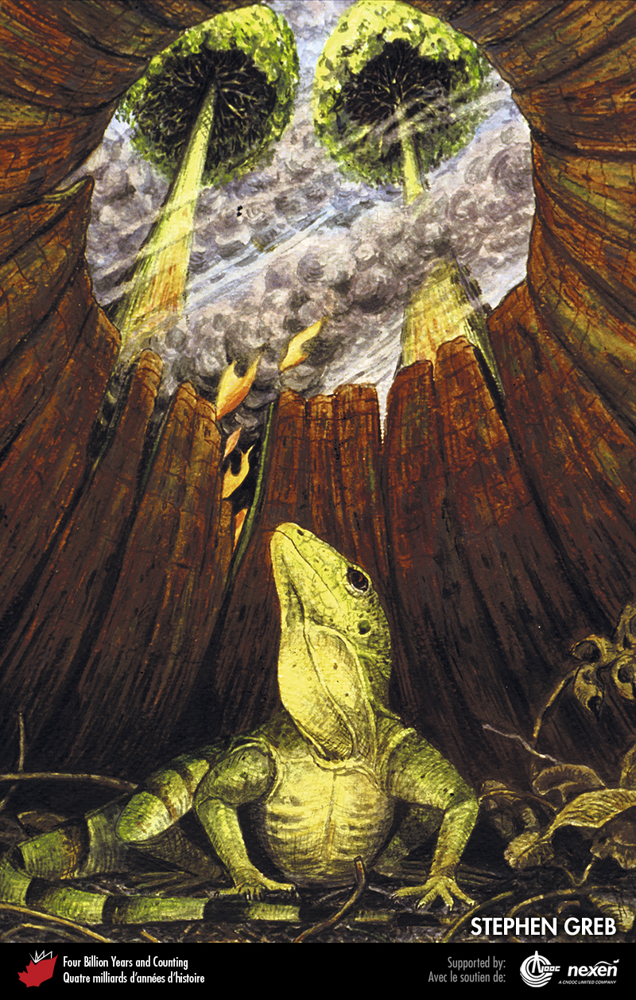 STEPHEN GREB
Four Billion Years and Counting
Quatre milliards d'années d'histoire
Supported by:
Avec le soutien de:
CNOOC
nexen
A CNOOC LIMITED COMPANY